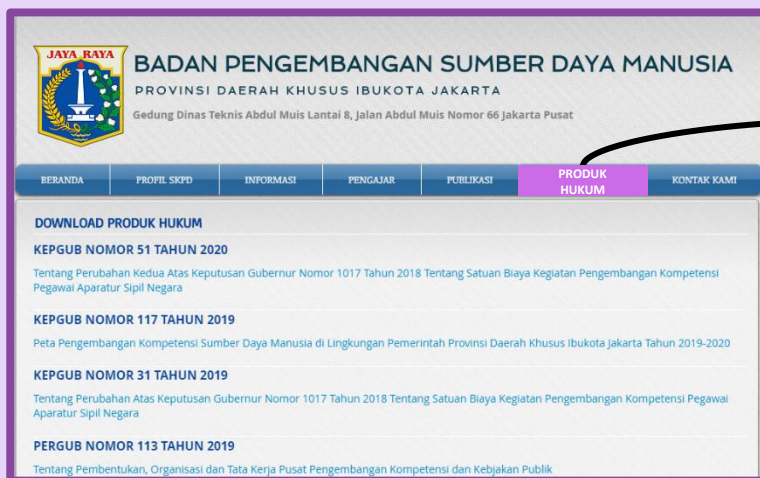 JAYA RAYA
BADAN PENGEMBANGAN SUMBER DAYA MANUSIA
PROVINSI DAERAH KHUSUS IBUKOTA JAKARTA
Gedung Dinas Teknis Abdul Muis Lantai 8, Jalan Abdul Muis Nomor 66 Jakarta Pusat
BERANDA PROFIL SKPD INFORMASI PENGAJAR PUBLIKASI PRODUK HUKUM KONTAK KAMI
DOWNLOAD PRODUK HUKUM
KEPGUB NOMOR 51 TAHUN 2020
Tentang Perubahan Kedua Atas Keputusan Gubernur Nomor 1017 Tahun 2018 Tentang Satuan Biaya Kegiatan Pengembangan Kompetensi
Pegawai Aparatur Sipil Negara
KEPGUB NOMOR 117 TAHUN 2019
Peta Pengembangan Kompetensi Sumber Daya Manusia di Lingkungan Pemerintah Provinsi Daerah Khusus Ibukota Jakarta Tahun 2019-2020
KEPGUB NOMOR 31 TAHUN 2019
Tentang Perubahan Atas Keputusan Gubernur Nomor 1017 Tahun 2018 Tentang Satuan Biaya Kegiatan Pengembangan Kompetensi Pegawai
Aparatur Sipil Negara
PERGUB NOMOR 113 TAHUN 2019
Tentang Pembentukan, Organisasi dan Tata Kerja Pusat Pengembangan Kompetensi dan Kebjakan Publik